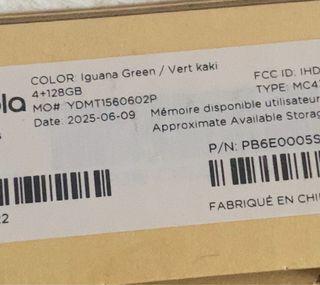 COLOR: Iguana Green / Vert kaki
4+128GB
MO#: YDMT1560602P
Date: 2025-06-09
FCC ID: IHD
TYPE: MC4
Mémoire disponible utilisateur
Approximate Available Storag
P/N: PB6E0005S
FABRIQUÉ EN CHI
ola
s
22